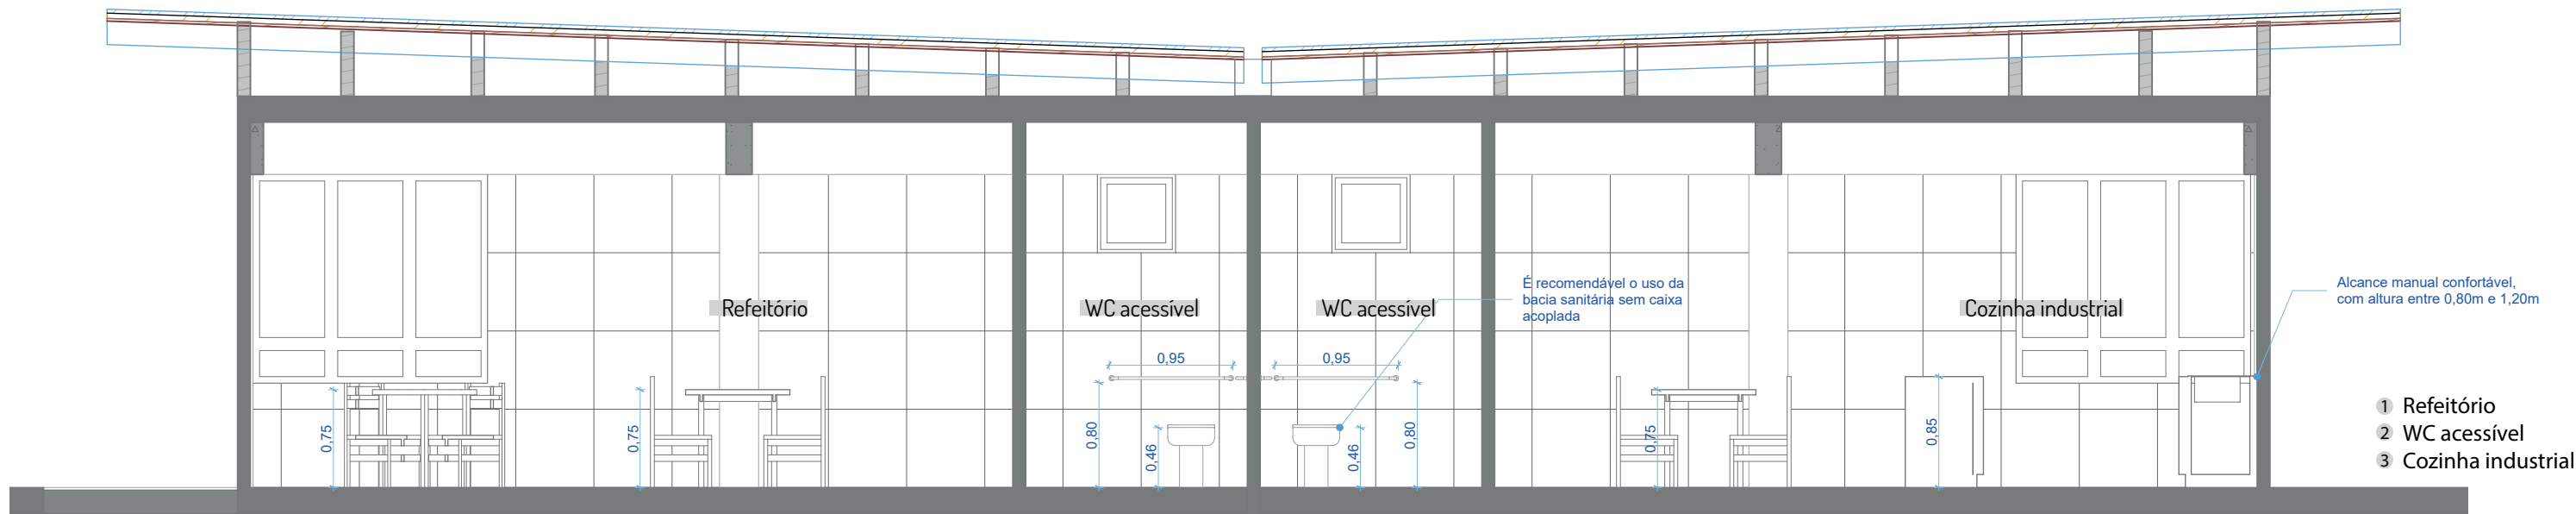 Refeitório
WC acessível
WC acessível
Cozinha industrial
É recomendável o uso da
bacia sanitária sem caixa
acoplada
Alcance manual confortável,
com altura entre 0,80m e 1,20m
0,95
0,95
0,75
0,75
0,80
0,46
0,46
0,80
0,75
0,85
1 Refeitório
2 WC acessível
3 Cozinha industrial